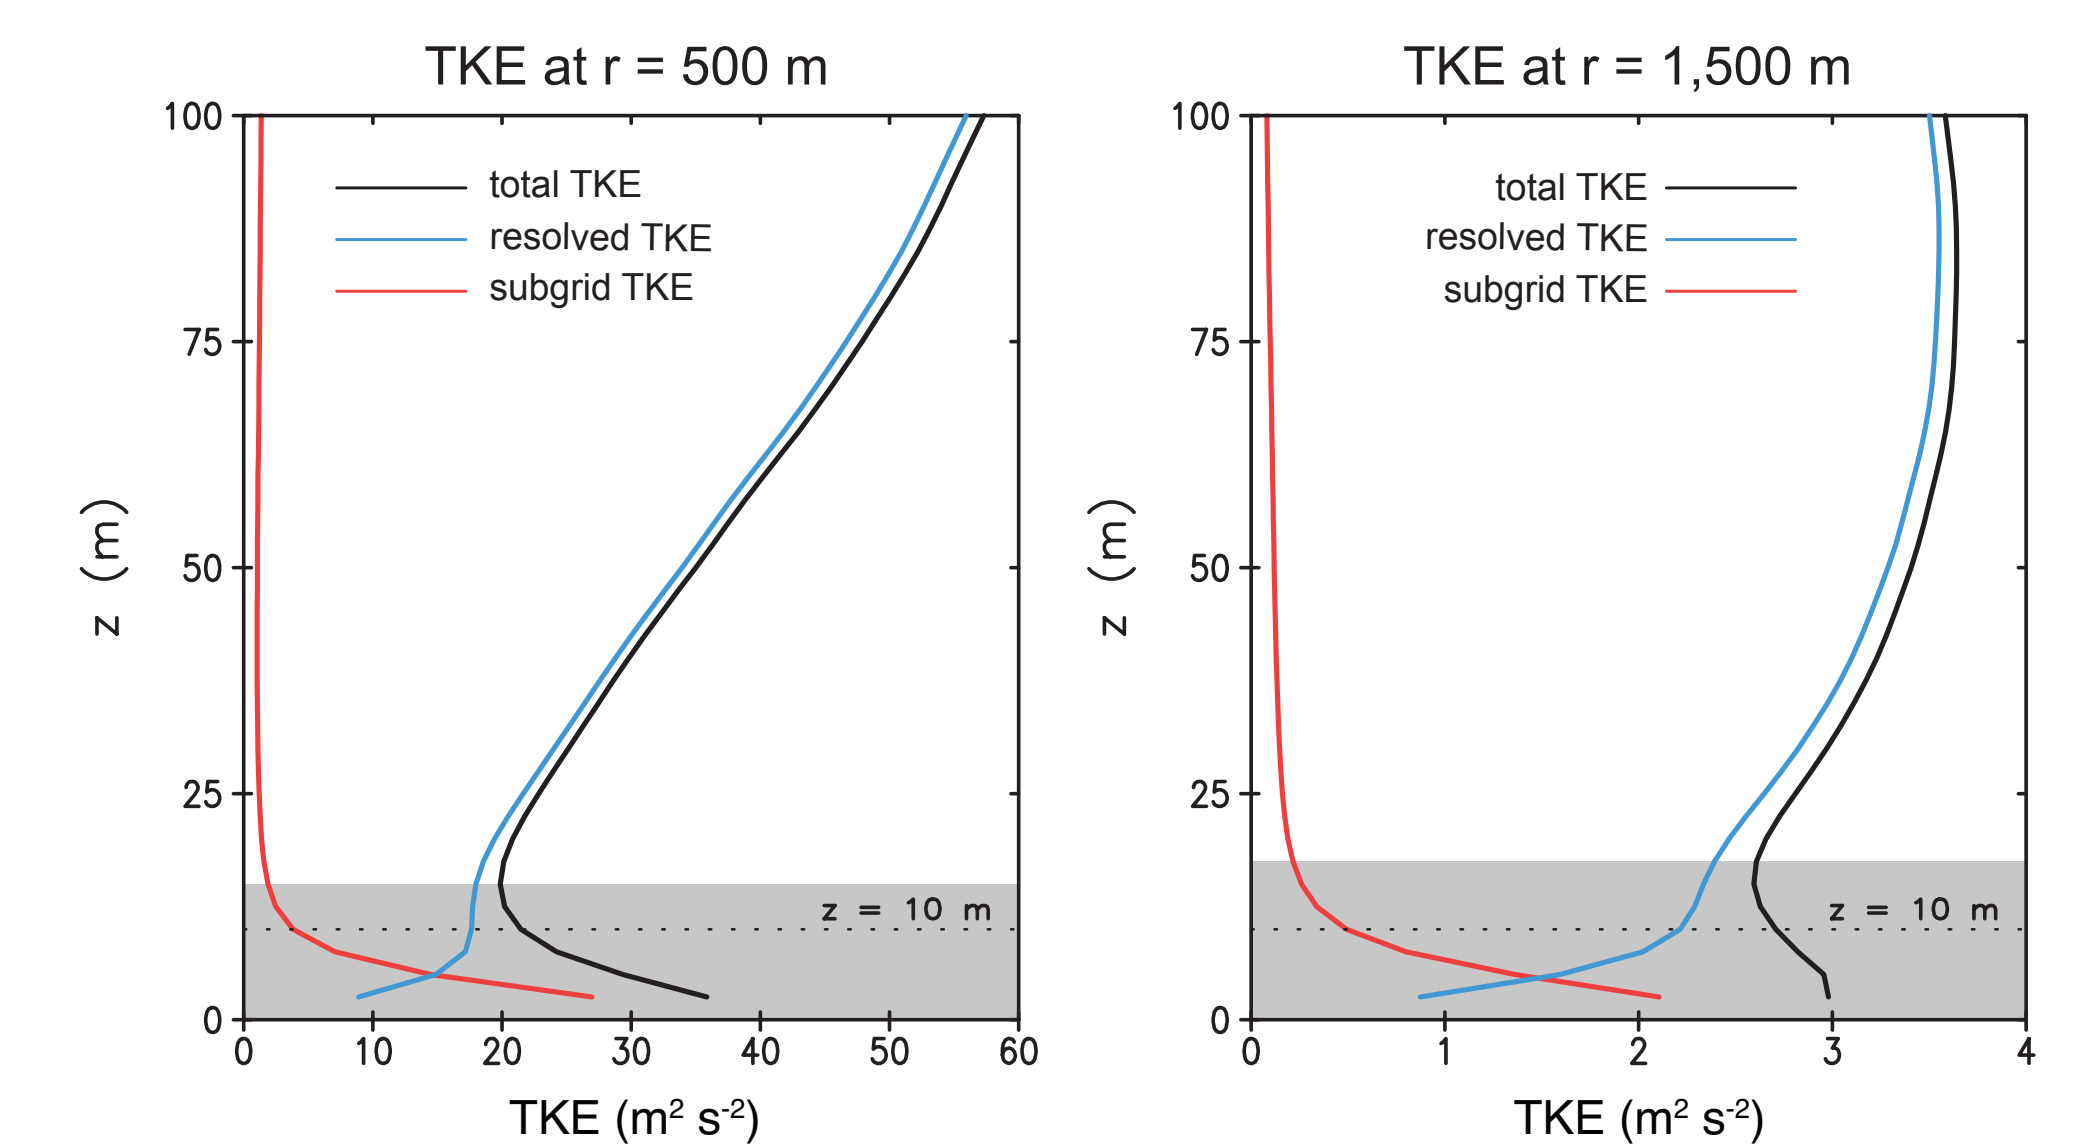 TKE at r = 500 m
100
75
50
25
0
z (m)
total TKE
resolved TKE
subgrid TKE
z = 10 m
0 10 20 30 40 50 60
TKE (m² s⁻²)
TKE at r = 1,500 m
100
75
50
25
0
z (m)
total TKE
resolved TKE
subgrid TKE
z = 10 m
0 1 2 3 4
TKE (m² s⁻²)